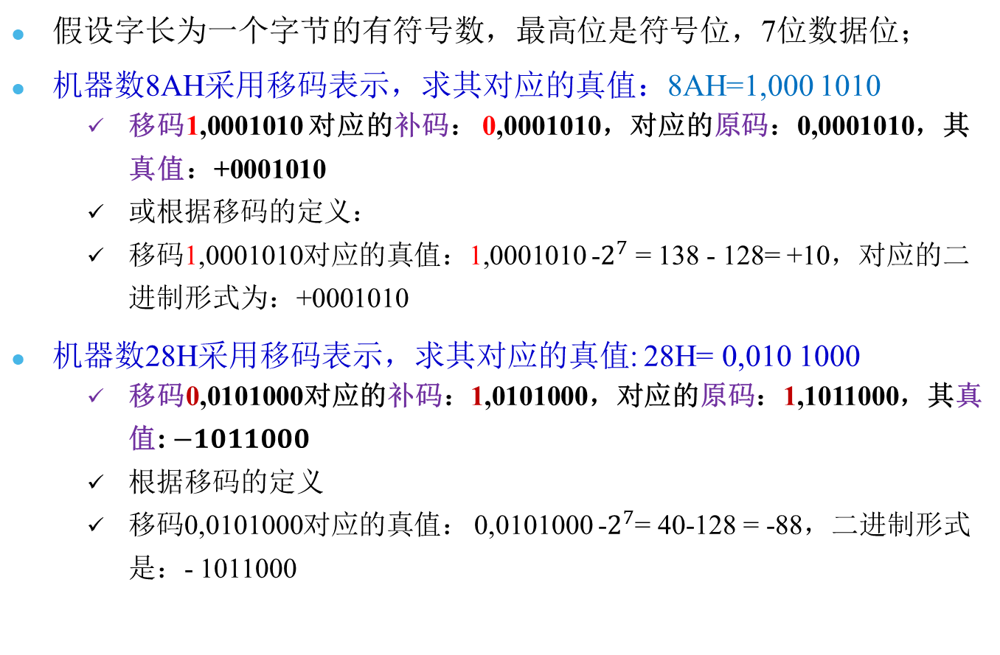 假设字长为一个字节的有符号数，最高位是符号位，7位数据位；
机器数8AH采用移码表示，求其对应的真值：8AH=1,000 1010
移码1,0001010 对应的补码： 0,0001010，对应的原码：0,0001010，其
真值：+0001010
或根据移码的定义：
移码1,0001010对应的真值：1,0001010 -2⁷ = 138 - 128= +10，对应的二
进制形式为：+0001010
机器数28H采用移码表示，求其对应的真值: 28H= 0,010 1000
移码0,0101000对应的补码：1,0101000，对应的原码：1,1011000，其真
值: −1011000
根据移码的定义
移码0,0101000对应的真值： 0,0101000 -2⁷= 40-128 = -88，二进制形式
是：- 1011000